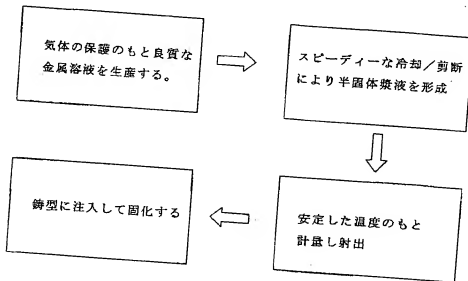 気体の保護のもと良質な
金属溶液を生産する。
スピーディーな冷却／剪断
により半固体漿液を形成
安定した温度のもと
計量し射出
鋳型に注入して固化する